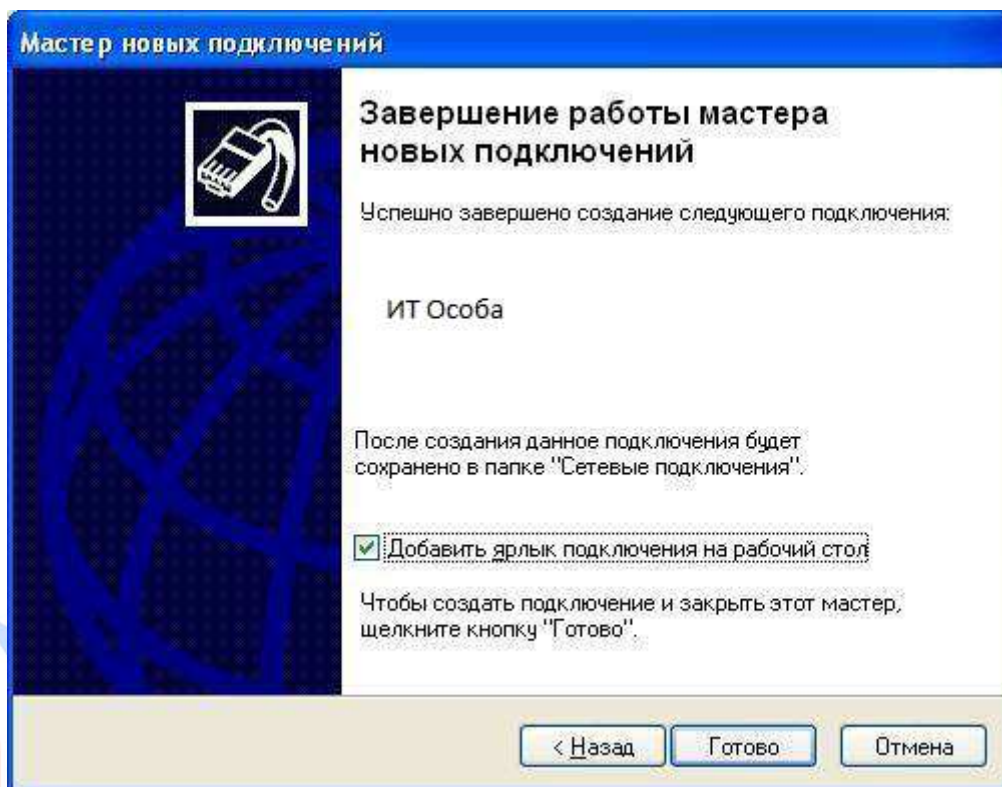 Мастер новых подключений
Завершение работы мастера
новых подключений
Успешно завершено создание следующего подключения:
ИТ Особа
После создания данное подключения будет
сохранено в папке "Сетевые подключения".
Добавить ярлык подключения на рабочий стол
Чтобы создать подключение и закрыть этот мастер,
щелкните кнопку "Готово".
< Назад Готово Отмена